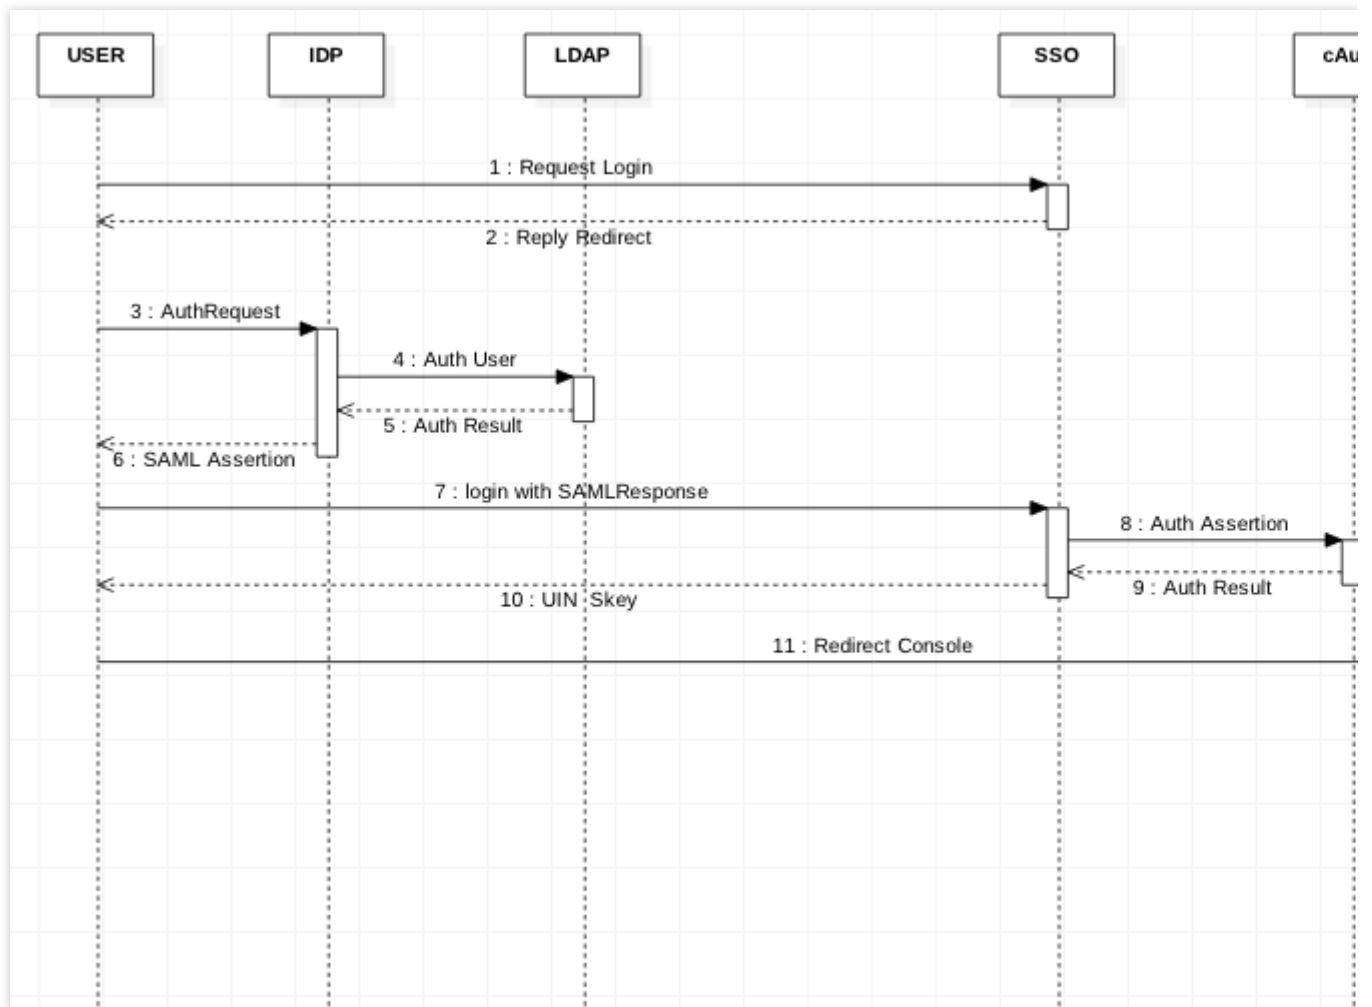 USER
IDP
LDAP
SSO
cAu
1 : Request Login
2 : Reply Redirect
3 : AuthRequest
4 : Auth User
5 : Auth Result
6 : SAML Assertion
7 : login with SAMLResponse
8 : Auth Assertion
9 : Auth Result
10 : UIN Skey
11 : Redirect Console